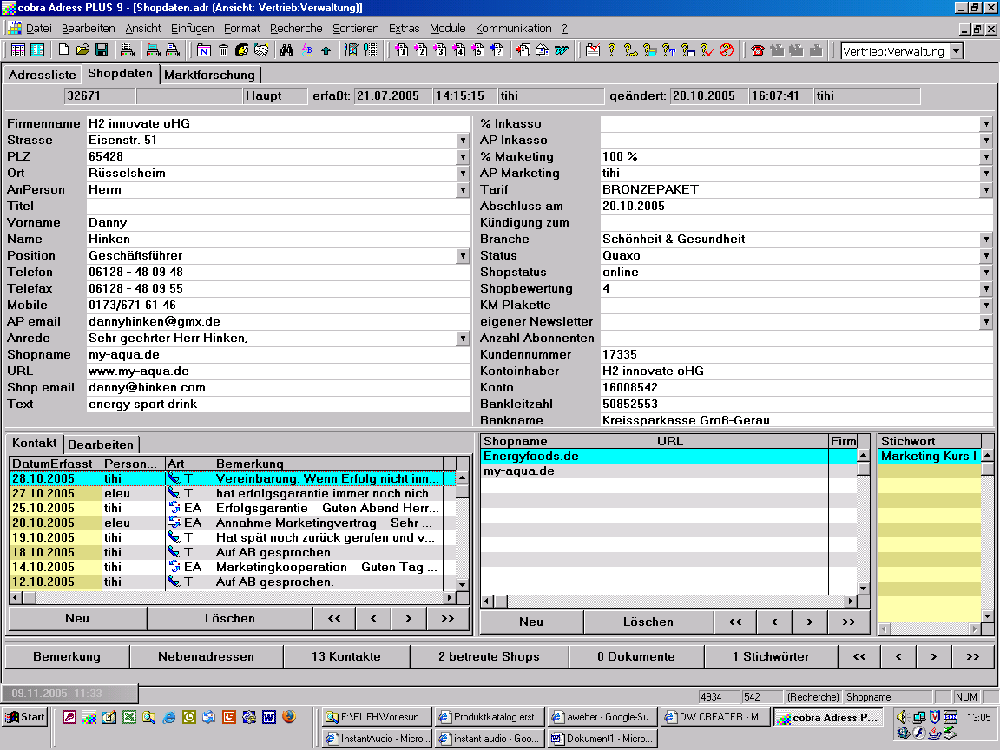 cobra Adress PLUS 9 - [Shopdaten.adr (Ansicht: Vertrieb:Verwaltung)]
Datei Bearbeiten Ansicht Einfügen Format Recherche Sortieren Extras Module Kommunikation ?
Vertrieb:Verwaltung
Adressliste Shopdaten Marktforschung
32671 Haupt erfaßt: 21.07.2005 14:15:15 tihi geändert: 28.10.2005 16:07:41 tihi
Firmenname H2 innovate oHG
Strasse Eisenstr. 51
PLZ 65428
Ort Rüsselsheim
AnPerson Herrn
Titel
Vorname Danny
Name Hinken
Position Geschäftsführer
Telefon 06128 - 48 09 48
Telefax 06128 - 48 09 55
Mobile 0173/671 61 46
AP email dannyhinken@gmx.de
Anrede Sehr geehrter Herr Hinken,
Shopname my-aqua.de
URL www.my-aqua.de
Shop email danny@hinken.com
Text energy sport drink
% Inkasso
AP Inkasso
% Marketing 100 %
AP Marketing tihi
Tarif BRONZEPAKET
Abschluss am 20.10.2005
Kündigung zum
Branche Schönheit & Gesundheit
Status Quaxo
Shopstatus online
Shopbewertung 4
KM Plakette
eigener Newsletter
Anzahl Abonnenten
Kundennummer 17335
Kontoinhaber H2 innovate oHG
Konto 16008542
Bankleitzahl 50852553
Bankname Kreissparkasse Groß-Gerau
Kontakt Bearbeiten
DatumErfasst Person... Art Bemerkung
28.10.2005 tihi T Vereinbarung: Wenn Erfolg nicht inn...
27.10.2005 eleu T hat erfolgsgarantie immer noch nich...
25.10.2005 tihi EA Erfolgsgarantie Guten Abend Herr...
20.10.2005 eleu EA Annahme Marketingvertrag Sehr ...
19.10.2005 tihi T Hat spät noch zurück gerufen und v...
18.10.2005 tihi T Auf AB gesprochen.
14.10.2005 tihi EA Marketingkooperation Guten Tag ...
12.10.2005 tihi T Auf AB gesprochen.
Neu Löschen << < > >>
Shopname URL Firm
Energyfoods.de
my-aqua.de
Neu Löschen << < > >>
Stichwort
Marketing Kurs I
Bemerkung Nebenadressen 13 Kontakte 2 betreute Shops 0 Dokumente 1 Stichwörter << < > >>
09.11.2005 11:33
4934 542 (Recherche) Shopname NUM
Start F:\EUFH\Vorlesun... Produktkatalog erst... aweber - Google-Su... DW CREATER - Mi... cobra Adress P... 13:05
InstantAudio - Micro... instant audio - Goo... Dokument1 - Micros...